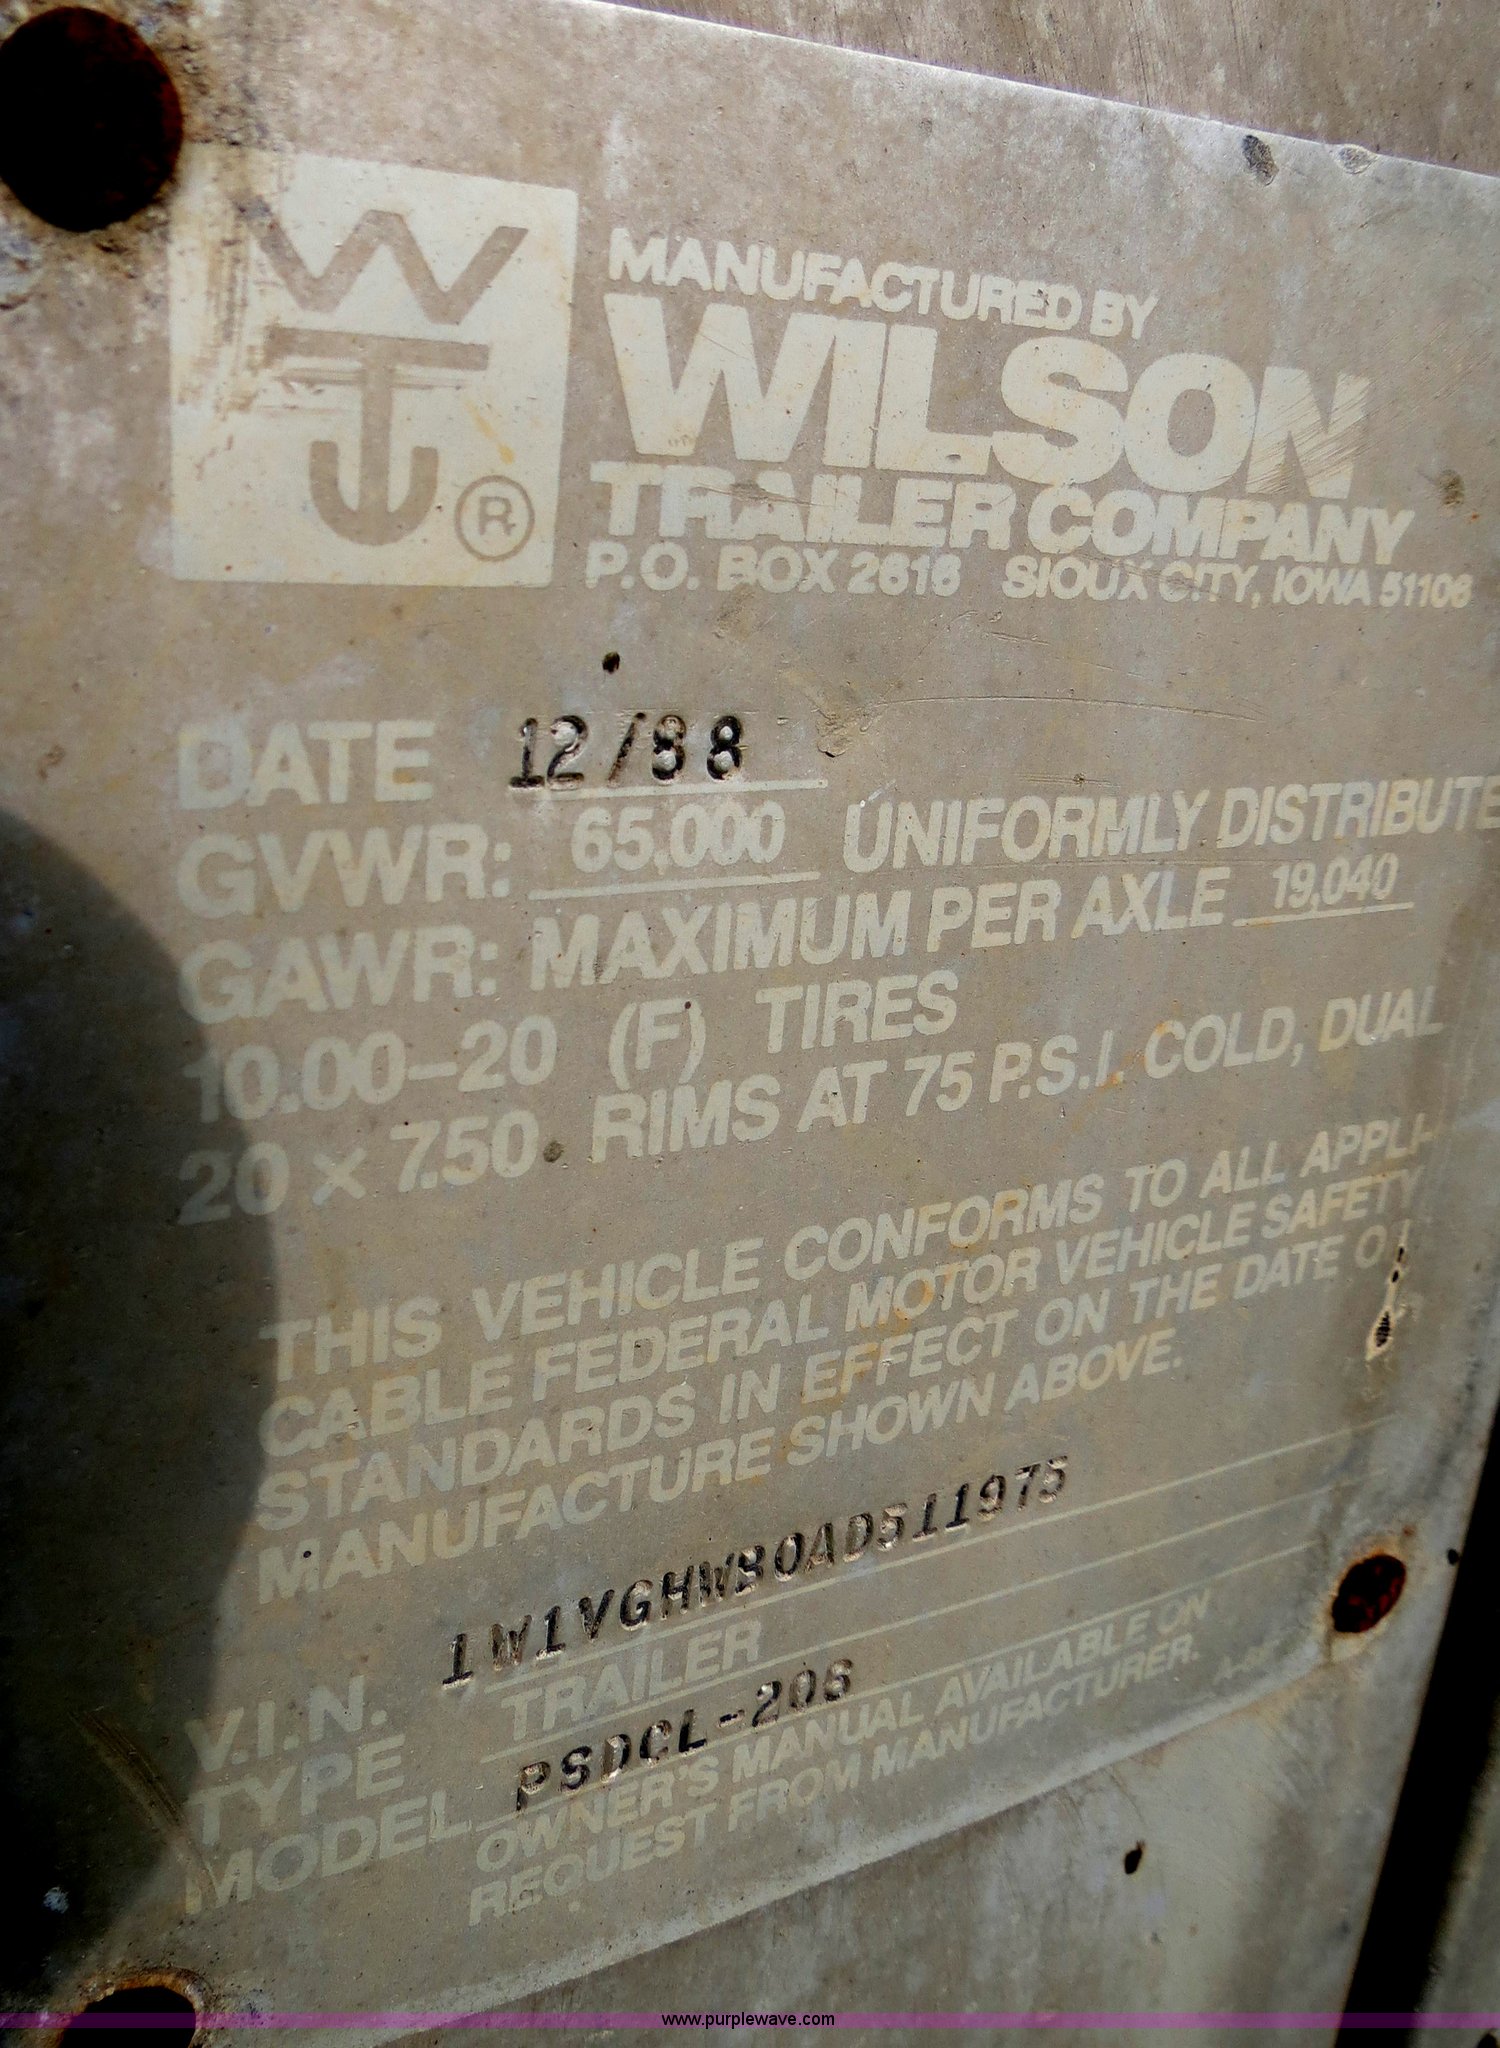 WT
®
MANUFACTURED BY
WILSON
TRAILER COMPANY
P.O. BOX 2616 SIOUX CITY, IOWA 51106
DATE 12/88
GVWR: 65,000 UNIFORMLY DISTRIBUTE
GAWR: MAXIMUM PER AXLE 19,040
10.00-20 (F) TIRES
20 x 7.50 RIMS AT 75 P.S.I. COLD, DUAL
THIS VEHICLE CONFORMS TO ALL APPLI-
CABLE FEDERAL MOTOR VEHICLE SAFETY
STANDARDS IN EFFECT ON THE DATE O
MANUFACTURE SHOWN ABOVE.
V.I.N. 1W1VGHWB0AD511975
TYPE TRAILER
MODEL PSDCL-206
OWNER'S MANUAL AVAILABLE ON
REQUEST FROM MANUFACTURER.
www.purplewave.com